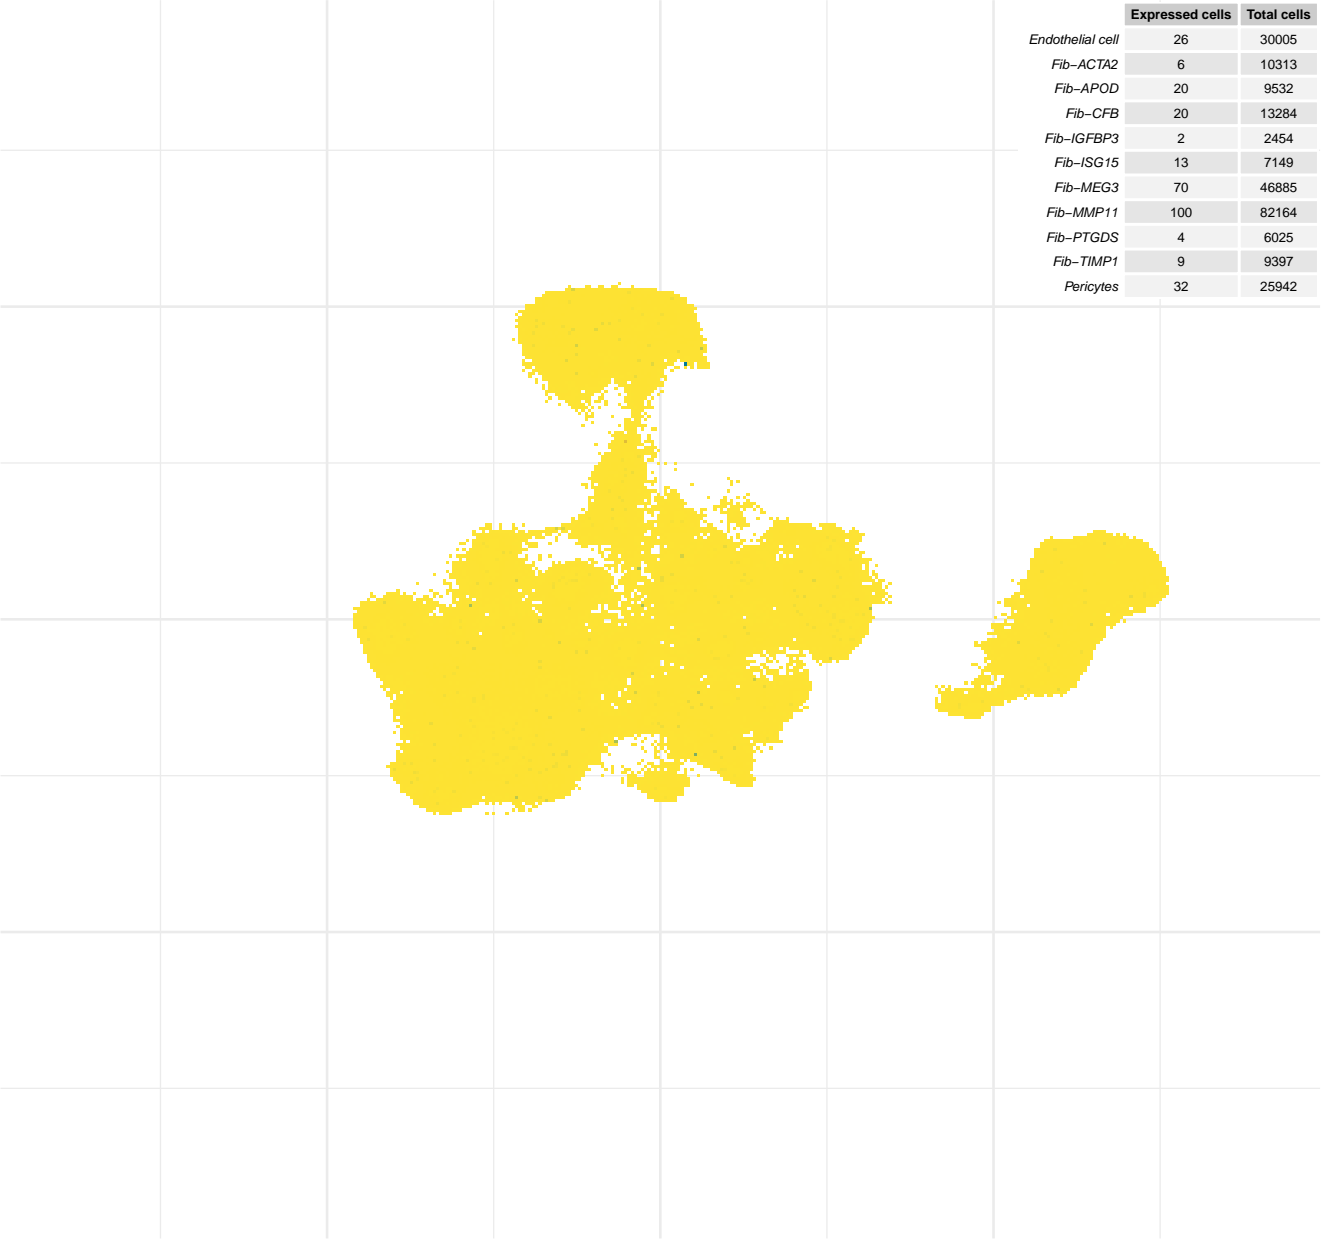 Expressed cells Total cells
Endothelial cell 26 30005
Fib−ACTA2 6 10313
Fib−APOD 20 9532
Fib−CFB 20 13284
Fib−IGFBP3 2 2454
Fib−ISG15 13 7149
Fib−MEG3 70 46885
Fib−MMP11 100 82164
Fib−PTGDS 4 6025
Fib−TIMP1 9 9397
Pericytes 32 25942